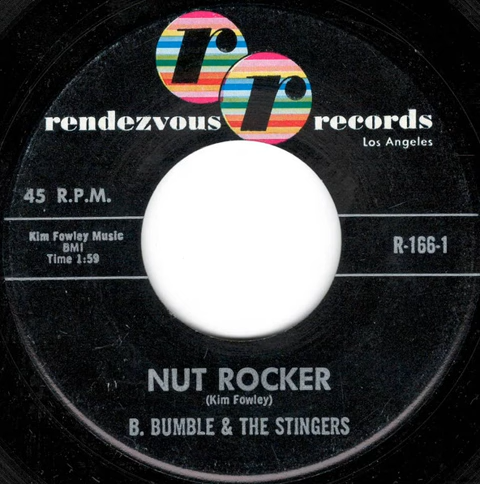 r
r
rendezvous records
Los Angeles
45 R.P.M.
Kim Fowley Music
BMI
Time 1:59
R-166-1
NUT ROCKER
(Kim Fowley)
B. BUMBLE & THE STINGERS